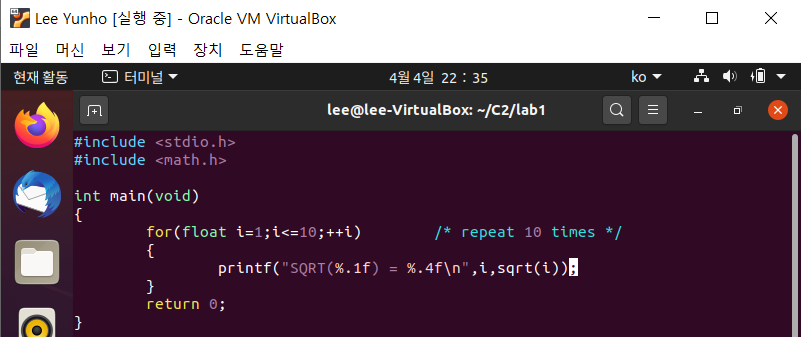 Lee Yunho [실행 중] - Oracle VM VirtualBox
파일 머신 보기 입력 장치 도움말
현재 활동 터미널 4월 4일 22 : 35 ko
lee@lee-VirtualBox: ~/C2/lab1
#include <stdio.h>
#include <math.h>
int main(void)
{
for(float i=1;i<=10;++i) /* repeat 10 times */
{
printf("SQRT(%.1f) = %.4f\n",i,sqrt(i));
}
return 0;
}